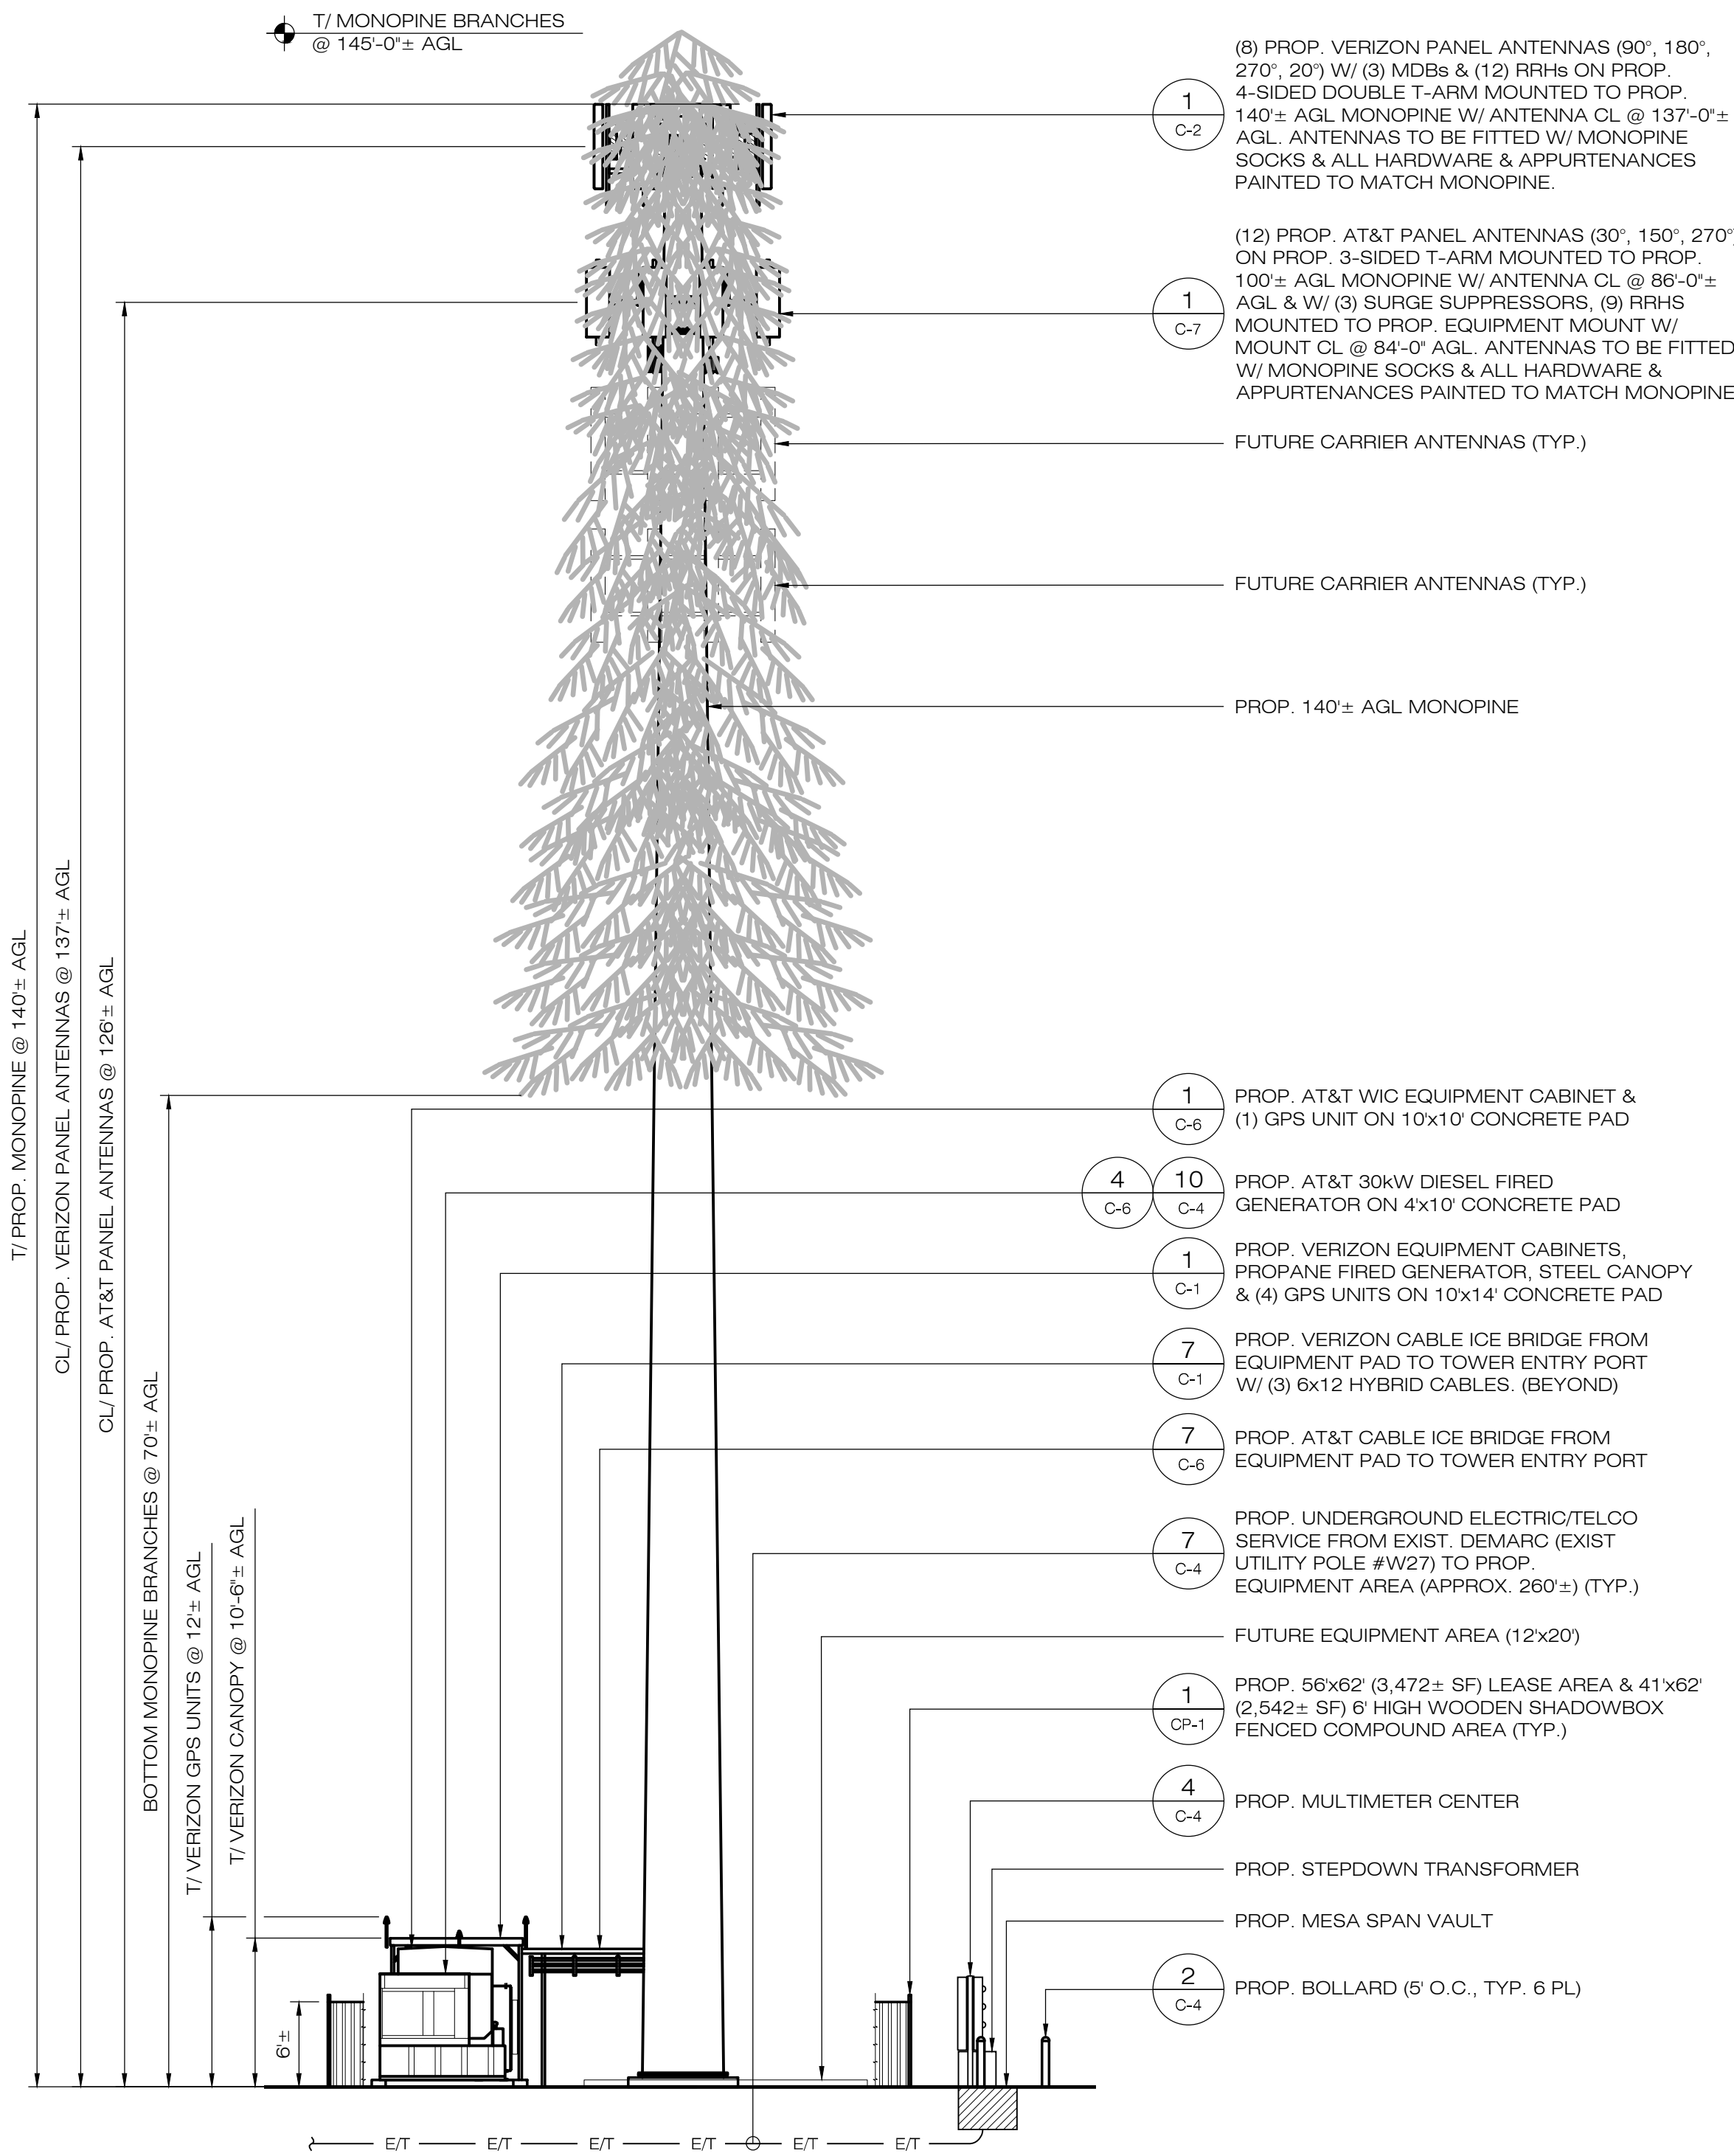 T/ MONOPINE BRANCHES
@ 145'-0"± AGL
1
C-2
(8) PROP. VERIZON PANEL ANTENNAS (90°, 180°,
270°, 20°) W/ (3) MDBs & (12) RRHs ON PROP.
4-SIDED DOUBLE T-ARM MOUNTED TO PROP.
140'± AGL MONOPINE W/ ANTENNA CL @ 137'-0"±
AGL. ANTENNAS TO BE FITTED W/ MONOPINE
SOCKS & ALL HARDWARE & APPURTENANCES
PAINTED TO MATCH MONOPINE.
1
C-7
(12) PROP. AT&T PANEL ANTENNAS (30°, 150°, 270°)
ON PROP. 3-SIDED T-ARM MOUNTED TO PROP.
100'± AGL MONOPINE W/ ANTENNA CL @ 86'-0"±
AGL & W/ (3) SURGE SUPPRESSORS, (9) RRHS
MOUNTED TO PROP. EQUIPMENT MOUNT W/
MOUNT CL @ 84'-0" AGL. ANTENNAS TO BE FITTED
W/ MONOPINE SOCKS & ALL HARDWARE &
APPURTENANCES PAINTED TO MATCH MONOPINE
FUTURE CARRIER ANTENNAS (TYP.)
FUTURE CARRIER ANTENNAS (TYP.)
PROP. 140'± AGL MONOPINE
T/ PROP. MONOPINE @ 140'± AGL
CL/ PROP. VERIZON PANEL ANTENNAS @ 137'± AGL
CL/ PROP. AT&T PANEL ANTENNAS @ 126'± AGL
BOTTOM MONOPINE BRANCHES @ 70'± AGL
T/ VERIZON GPS UNITS @ 12'± AGL
T/ VERIZON CANOPY @ 10'-6"± AGL
6'±
1
C-6
PROP. AT&T WIC EQUIPMENT CABINET &
(1) GPS UNIT ON 10'x10' CONCRETE PAD
4
C-6
10
C-4
PROP. AT&T 30kW DIESEL FIRED
GENERATOR ON 4'x10' CONCRETE PAD
1
C-1
PROP. VERIZON EQUIPMENT CABINETS,
PROPANE FIRED GENERATOR, STEEL CANOPY
& (4) GPS UNITS ON 10'x14' CONCRETE PAD
7
C-1
PROP. VERIZON CABLE ICE BRIDGE FROM
EQUIPMENT PAD TO TOWER ENTRY PORT
W/ (3) 6x12 HYBRID CABLES. (BEYOND)
7
C-6
PROP. AT&T CABLE ICE BRIDGE FROM
EQUIPMENT PAD TO TOWER ENTRY PORT
7
C-4
PROP. UNDERGROUND ELECTRIC/TELCO
SERVICE FROM EXIST. DEMARC (EXIST
UTILITY POLE #W27) TO PROP.
EQUIPMENT AREA (APPROX. 260'±) (TYP.)
FUTURE EQUIPMENT AREA (12'x20')
1
CP-1
PROP. 56'x62' (3,472± SF) LEASE AREA & 41'x62'
(2,542± SF) 6' HIGH WOODEN SHADOWBOX
FENCED COMPOUND AREA (TYP.)
4
C-4
PROP. MULTIMETER CENTER
PROP. STEPDOWN TRANSFORMER
PROP. MESA SPAN VAULT
2
C-4
PROP. BOLLARD (5' O.C., TYP. 6 PL)
E/T E/T E/T E/T E/T E/T